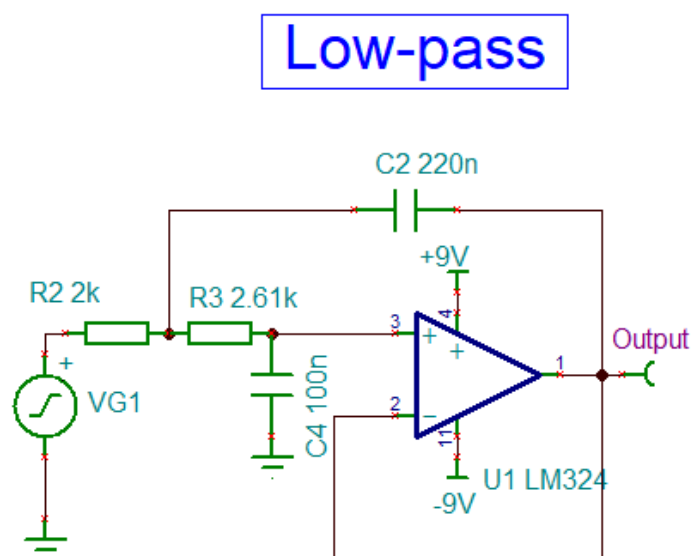 Low-pass
C2 220n
+9V
R2 2k
R3 2.61k
4
3
+
+
1
Output
+
VG1
C4 100n
2
-
11
U1 LM324
-9V